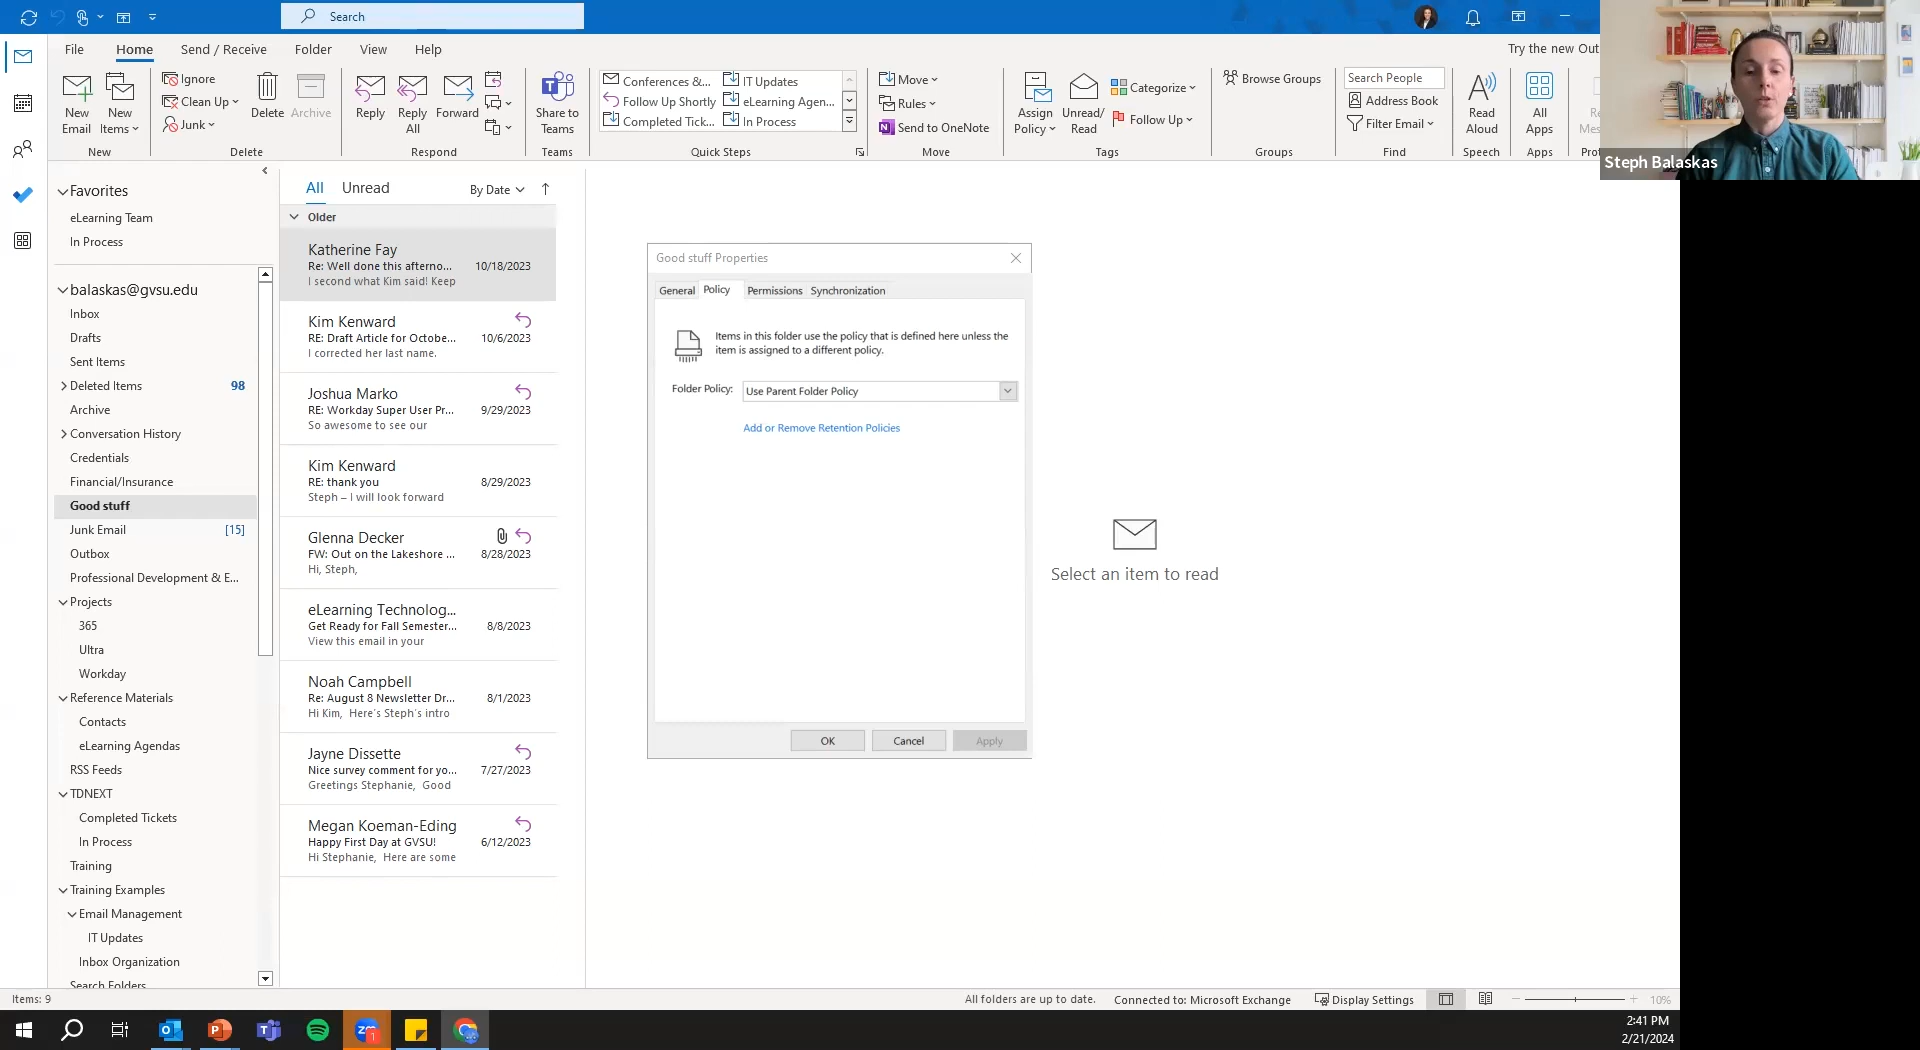 Search
File Home Send / Receive Folder View Help
Try the new Out
New Email
New Items
New
Ignore
Clean Up
Junk
Delete
Archive
Delete
Reply
Reply All
Forward
Respond
Share to Teams
Teams
Conferences &...
Follow Up Shortly
Completed Tick...
IT Updates
eLearning Agen...
In Process
Quick Steps
Move
Rules
Send to OneNote
Move
Assign Policy
Unread/ Read
Categorize
Follow Up
Tags
Browse Groups
Groups
Search People
Address Book
Filter Email
Find
Read Aloud
Speech
All Apps
Apps
Steph Balaskas
Favorites
eLearning Team
In Process
balaskas@gvsu.edu
Inbox
Drafts
Sent Items
Deleted Items 98
Archive
Conversation History
Credentials
Financial/Insurance
Good stuff
Junk Email [15]
Outbox
Professional Development & E...
Projects
365
Ultra
Workday
Reference Materials
Contacts
eLearning Agendas
RSS Feeds
TDNEXT
Completed Tickets
In Process
Training
Training Examples
Email Management
IT Updates
Inbox Organization
Search Folders
All Unread By Date
Older
Katherine Fay
Re: Well done this afterno... 10/18/2023
I second what Kim said! Keep
Kim Kenward
RE: Draft Article for Octobe... 10/6/2023
I corrected her last name.
Joshua Marko
RE: Workday Super User Pr... 9/29/2023
So awesome to see our
Kim Kenward
RE: thank you 8/29/2023
Steph – I will look forward
Glenna Decker
FW: Out on the Lakeshore ... 8/28/2023
Hi, Steph,
eLearning Technolog...
Get Ready for Fall Semester... 8/8/2023
View this email in your
Noah Campbell
Re: August 8 Newsletter Dr... 8/1/2023
Hi Kim, Here's Steph's intro
Jayne Dissette
Nice survey comment for yo... 7/27/2023
Greetings Stephanie, Good
Megan Koeman-Eding
Happy First Day at GVSU! 6/12/2023
Hi Stephanie, Here are some
Good stuff Properties
General Policy Permissions Synchronization
Items in this folder use the policy that is defined here unless the
item is assigned to a different policy.
Folder Policy: Use Parent Folder Policy
Add or Remove Retention Policies
OK Cancel Apply
Select an item to read
Items: 9
All folders are up to date. Connected to: Microsoft Exchange Display Settings 10%
2:41 PM
2/21/2024